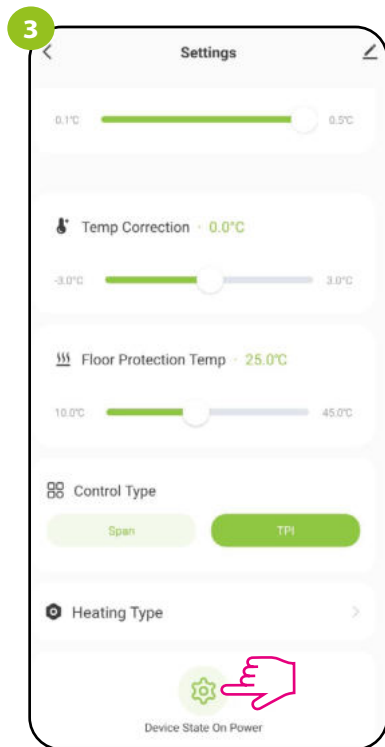 3
Settings
0.1°C 0.5°C
Temp Correction · 0.0°C
-3.0°C 3.0°C
Floor Protection Temp · 25.0°C
10.0°C 45.0°C
Control Type
Span TPI
Heating Type
Device State On Power